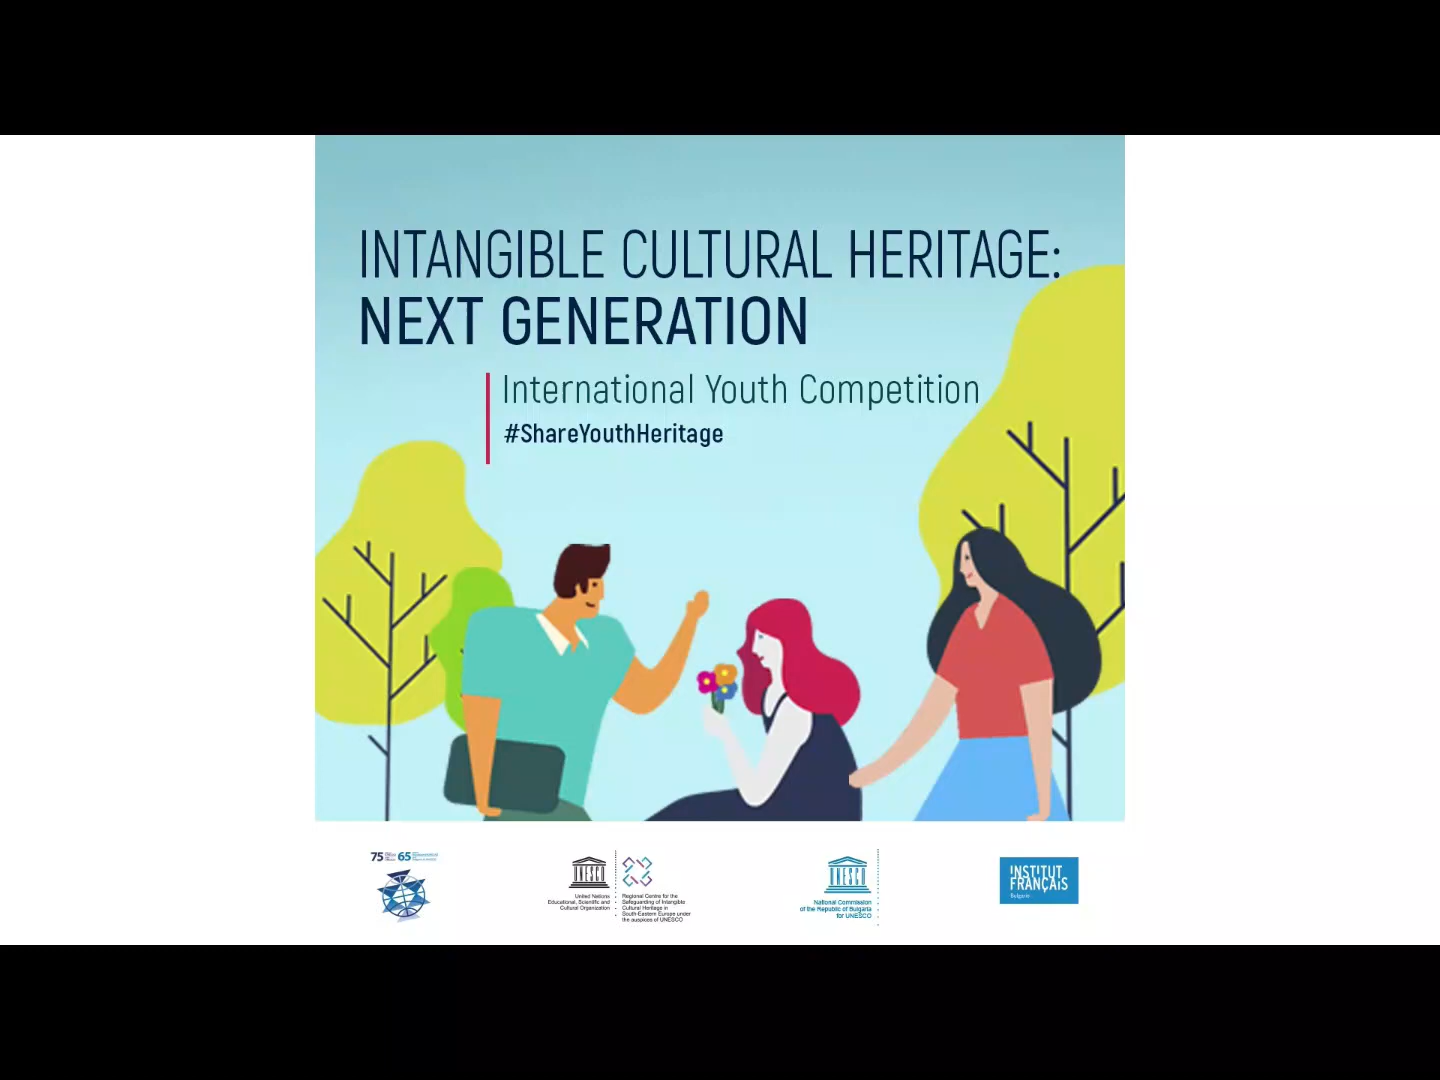 INTANGIBLE CULTURAL HERITAGE:
NEXT GENERATION
International Youth Competition
#ShareYouthHeritage
75
65
UNESCO
United Nations
Educational, Scientific and
Cultural Organization
Regional Centre for the
Safeguarding of Intangible
Cultural Heritage in
South-Eastern Europe under
the auspices of UNESCO
UNESCO
National Commission
of the Republic of Bulgaria
for UNESCO
INSTITUT
FRANÇAIS
Bulgarie